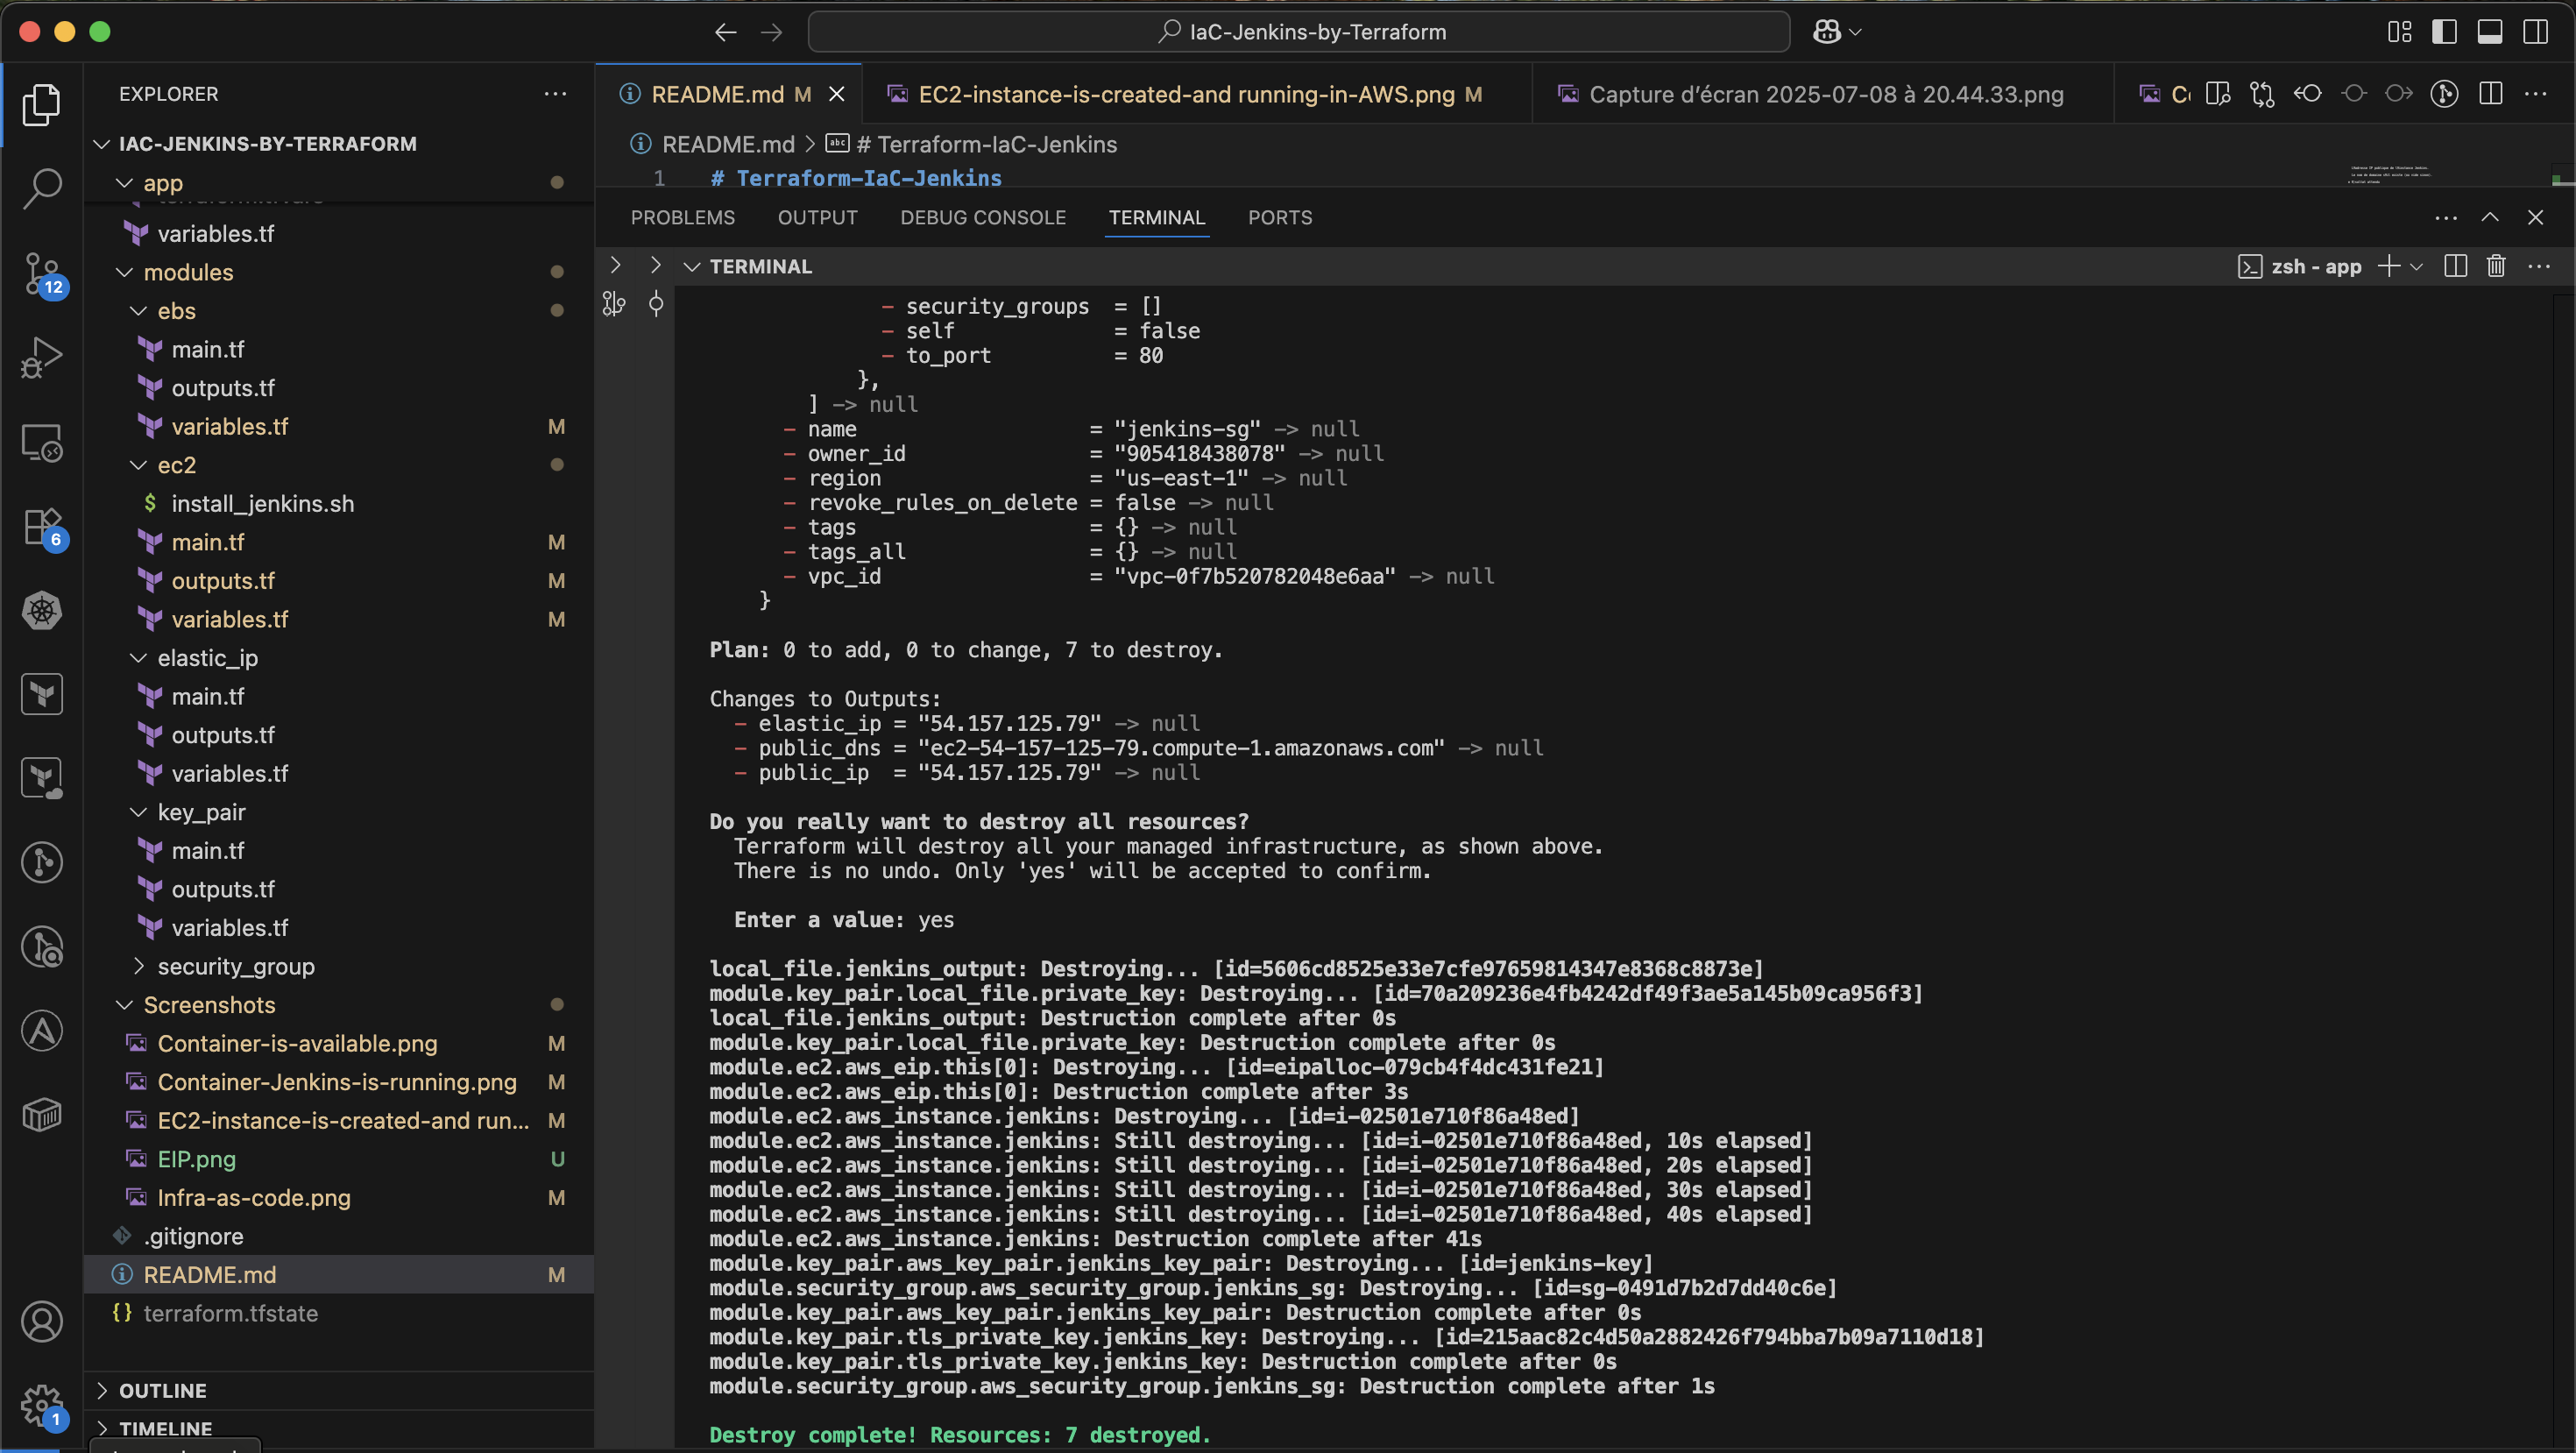 IaC-Jenkins-by-Terraform
EXPLORER
IAC-JENKINS-BY-TERRAFORM
app
variables.tf
modules
ebs
main.tf
outputs.tf
variables.tf M
ec2
$ install_jenkins.sh
main.tf M
outputs.tf M
variables.tf M
elastic_ip
main.tf
outputs.tf
variables.tf
key_pair
main.tf
outputs.tf
variables.tf
security_group
Screenshots
Container-is-available.png M
Container-Jenkins-is-running.png M
EC2-instance-is-created-and run... M
EIP.png U
Infra-as-code.png M
.gitignore
README.md M
{} terraform.tfstate
OUTLINE
TIMELINE
12
6
1
README.md M
EC2-instance-is-created-and running-in-AWS.png M
Capture d’écran 2025-07-08 à 20.44.33.png
README.md > abc # Terraform-IaC-Jenkins
1 # Terraform-IaC-Jenkins
PROBLEMS OUTPUT DEBUG CONSOLE TERMINAL PORTS
TERMINAL
zsh - app
- security_groups = []
- self = false
- to_port = 80
},
] -> null
- name = "jenkins-sg" -> null
- owner_id = "905418438078" -> null
- region = "us-east-1" -> null
- revoke_rules_on_delete = false -> null
- tags = {} -> null
- tags_all = {} -> null
- vpc_id = "vpc-0f7b520782048e6aa" -> null
}
Plan: 0 to add, 0 to change, 7 to destroy.
Changes to Outputs:
- elastic_ip = "54.157.125.79" -> null
- public_dns = "ec2-54-157-125-79.compute-1.amazonaws.com" -> null
- public_ip = "54.157.125.79" -> null
Do you really want to destroy all resources?
Terraform will destroy all your managed infrastructure, as shown above.
There is no undo. Only 'yes' will be accepted to confirm.
Enter a value: yes
local_file.jenkins_output: Destroying... [id=5606cd8525e33e7cfe97659814347e8368c8873e]
module.key_pair.local_file.private_key: Destroying... [id=70a209236e4fb4242df49f3ae5a145b09ca956f3]
local_file.jenkins_output: Destruction complete after 0s
module.key_pair.local_file.private_key: Destruction complete after 0s
module.ec2.aws_eip.this[0]: Destroying... [id=eipalloc-079cb4f4dc431fe21]
module.ec2.aws_eip.this[0]: Destruction complete after 3s
module.ec2.aws_instance.jenkins: Destroying... [id=i-02501e710f86a48ed]
module.ec2.aws_instance.jenkins: Still destroying... [id=i-02501e710f86a48ed, 10s elapsed]
module.ec2.aws_instance.jenkins: Still destroying... [id=i-02501e710f86a48ed, 20s elapsed]
module.ec2.aws_instance.jenkins: Still destroying... [id=i-02501e710f86a48ed, 30s elapsed]
module.ec2.aws_instance.jenkins: Still destroying... [id=i-02501e710f86a48ed, 40s elapsed]
module.ec2.aws_instance.jenkins: Destruction complete after 41s
module.key_pair.aws_key_pair.jenkins_key_pair: Destroying... [id=jenkins-key]
module.security_group.aws_security_group.jenkins_sg: Destroying... [id=sg-0491d7b2d7dd40c6e]
module.key_pair.aws_key_pair.jenkins_key_pair: Destruction complete after 0s
module.key_pair.tls_private_key.jenkins_key: Destroying... [id=215aac82c4d50a2882426f794bba7b09a7110d18]
module.key_pair.tls_private_key.jenkins_key: Destruction complete after 0s
module.security_group.aws_security_group.jenkins_sg: Destruction complete after 1s
Destroy complete! Resources: 7 destroyed.